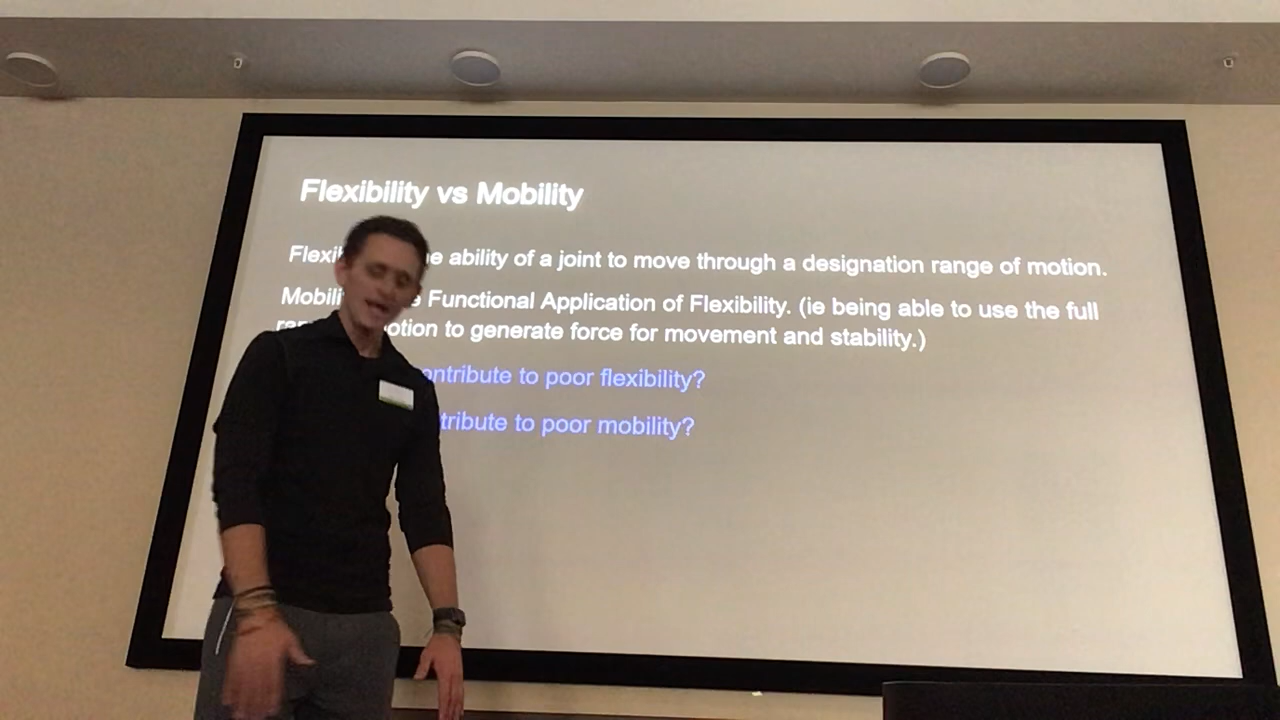 Flexibility vs Mobility
Flexi e ability of a joint to move through a designation range of motion.
Mobili e Functional Application of Flexibility. (ie being able to use the full
ra otion to generate force for movement and stability.)
ontribute to poor flexibility?
tribute to poor mobility?